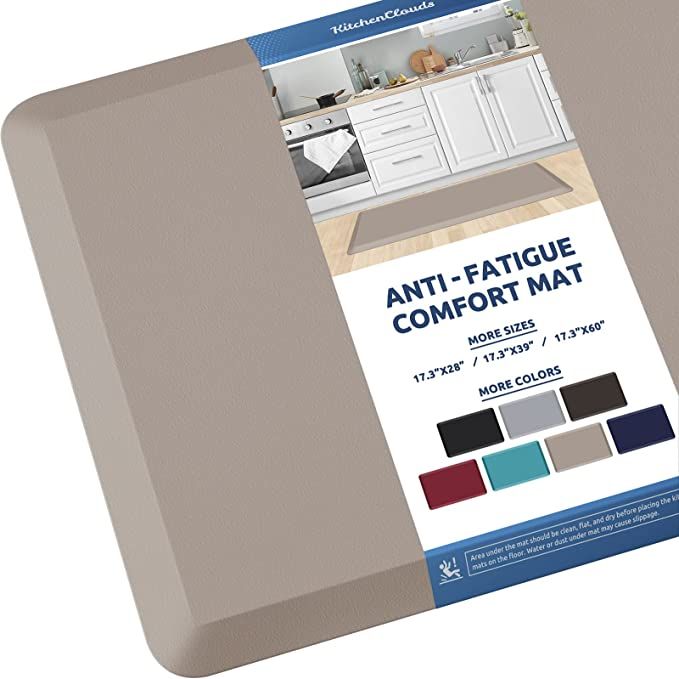 KitchenClouds
ANTI-FATIGUE
COMFORT MAT
MORE SIZES
17.3"X28" / 17.3"X39" / 17.3"X60"
MORE COLORS
Area under the mat should be clean, flat, and dry before placing the
mats on the floor. Water or dust under mat may cause slippage.